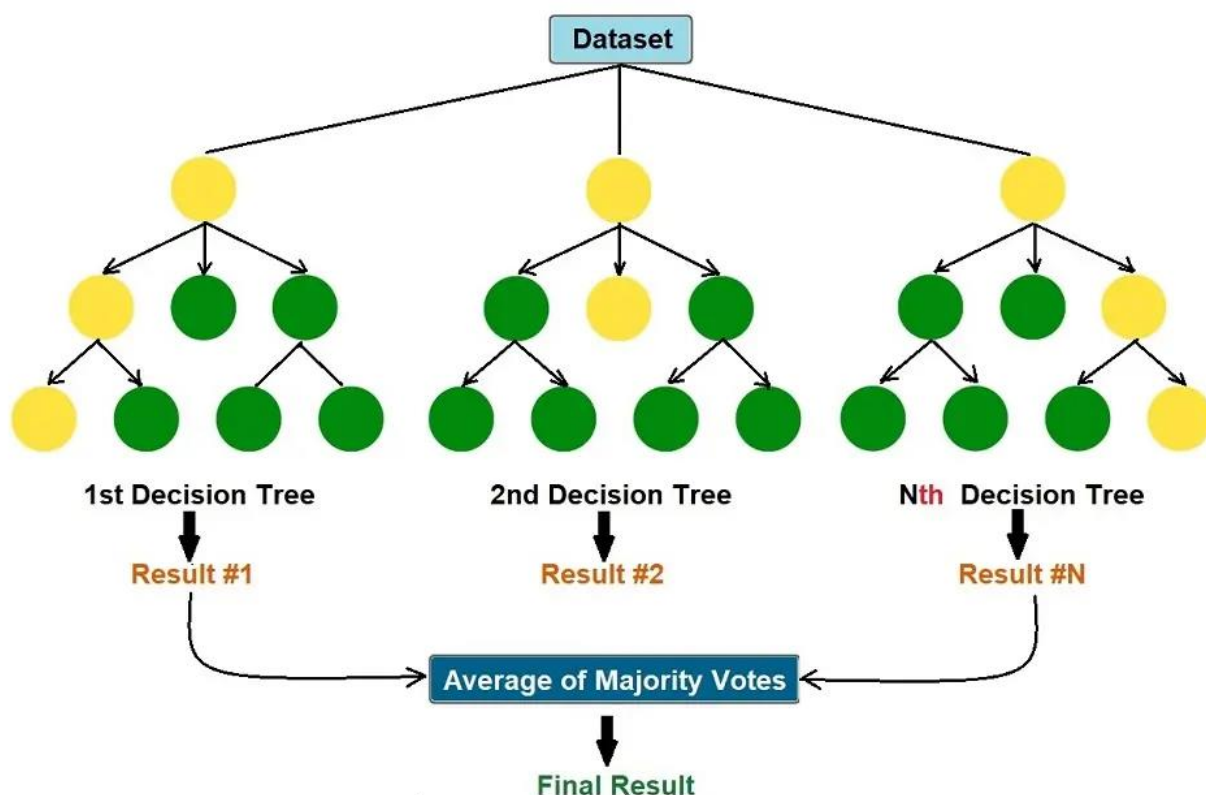 Dataset
1st Decision Tree
2nd Decision Tree
Nth Decision Tree
Result #1
Result #2
Result #N
Average of Majority Votes
Final Result